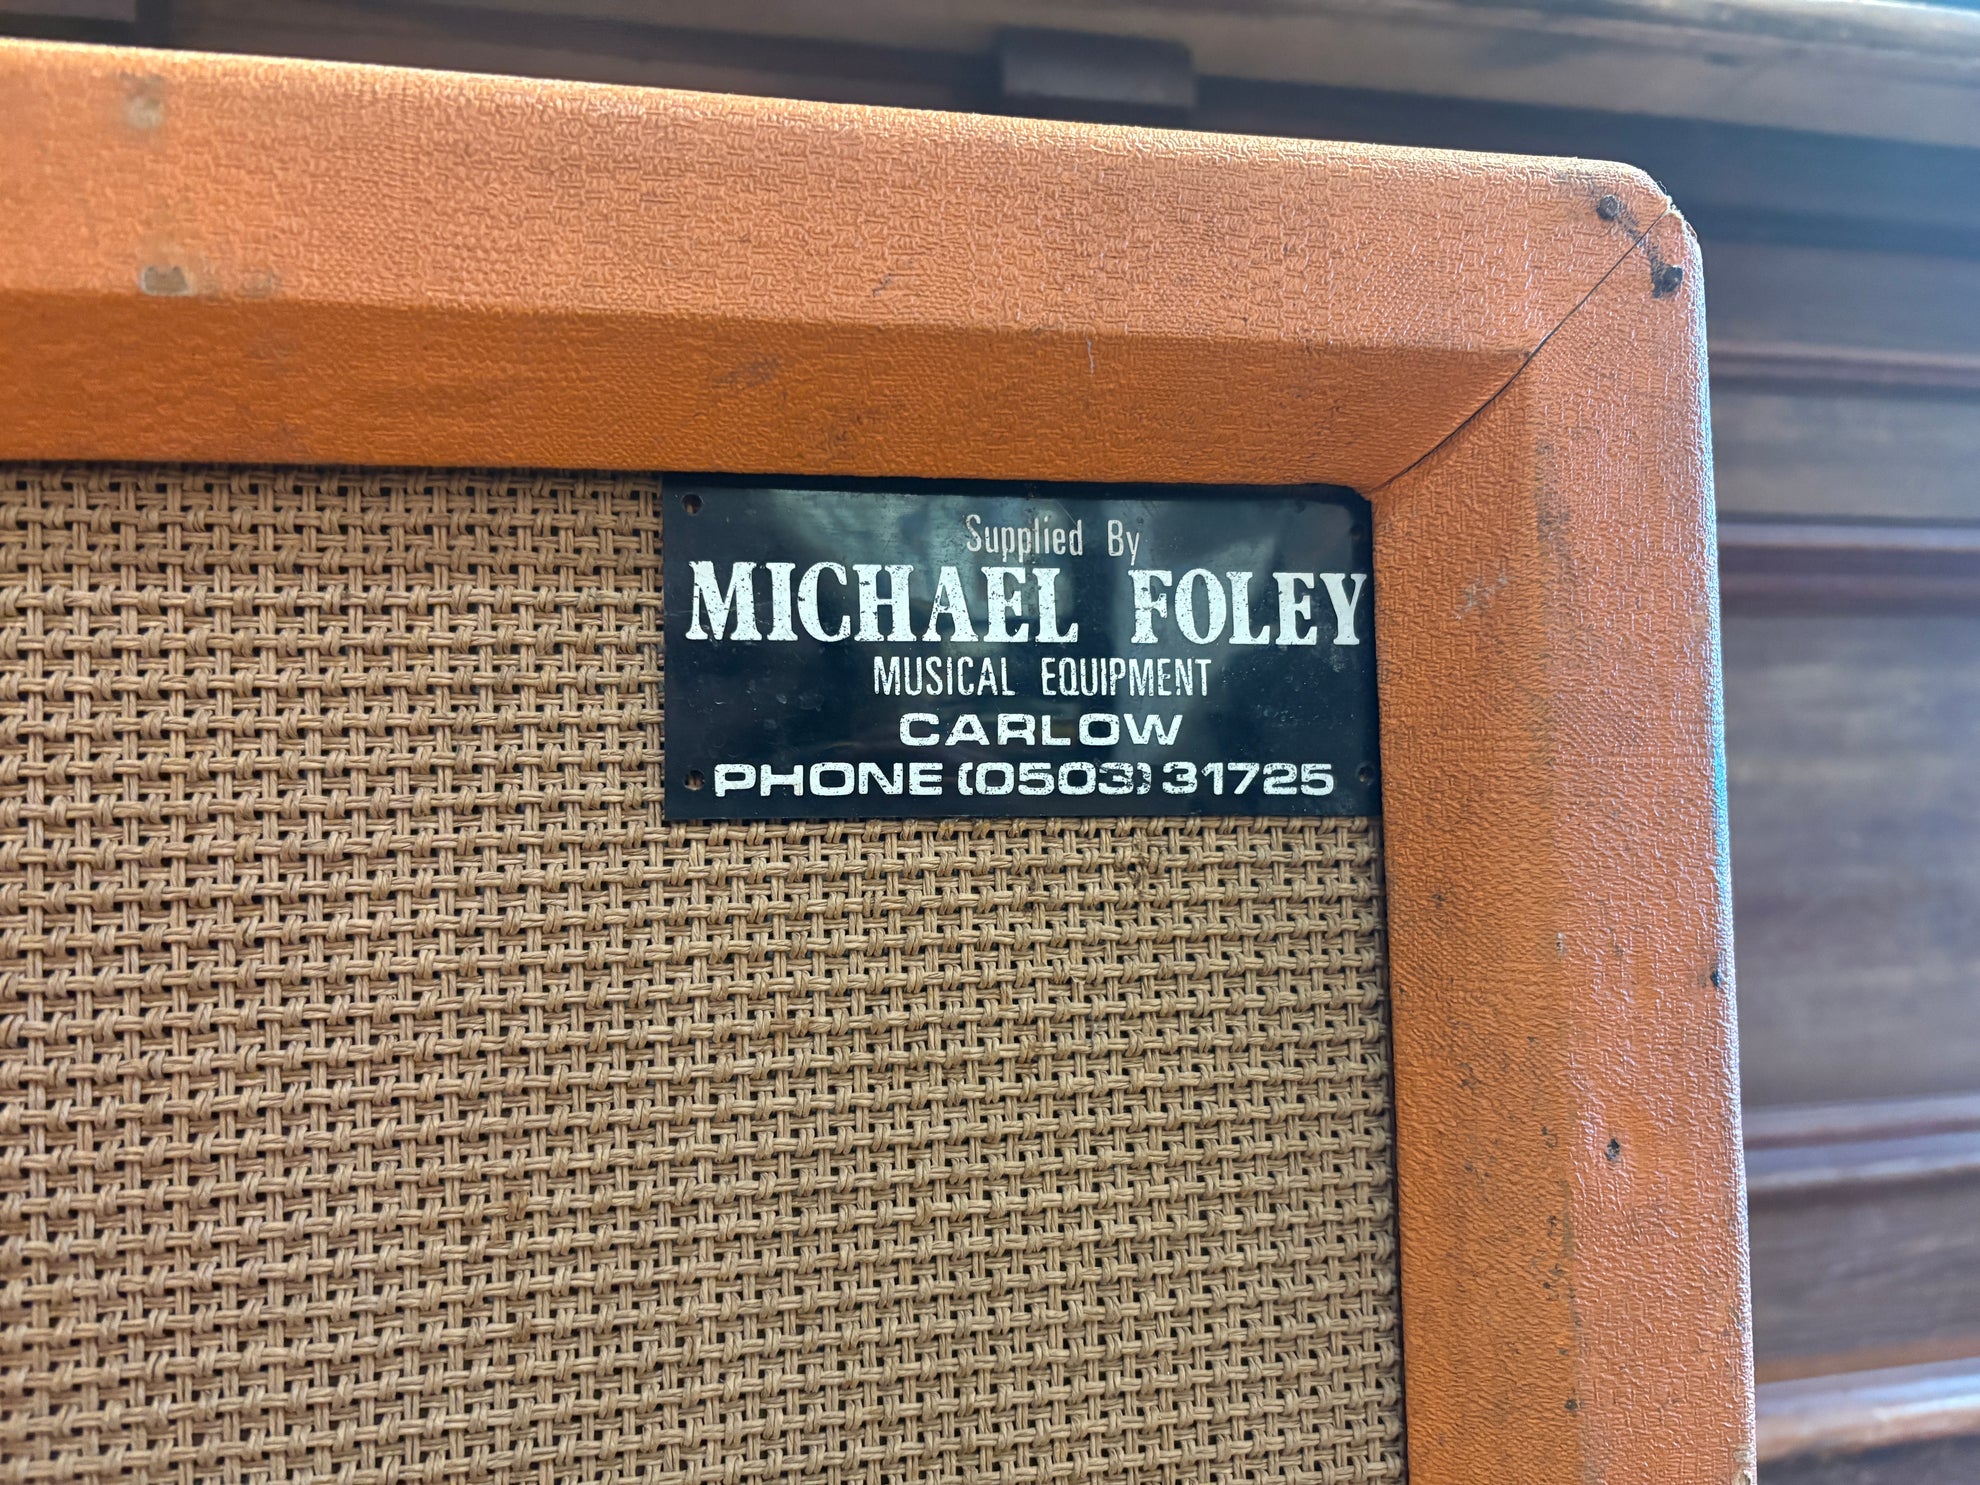 Supplied By
MICHAEL FOLEY
MUSICAL EQUIPMENT
CARLOW
PHONE (0503) 31725